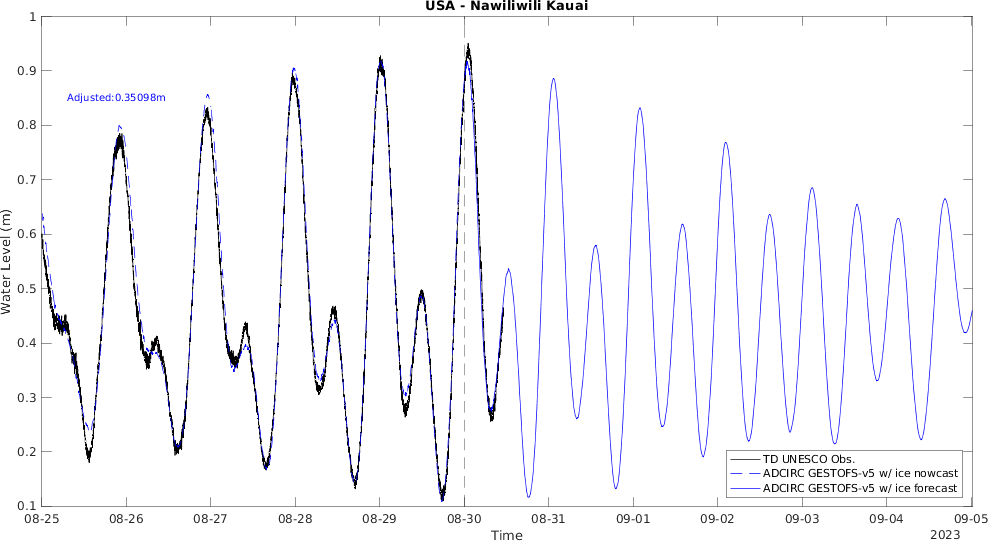 USA - Nawiliwili Kauai
1
0.9
Adjusted:0.35098m
0.8
0.7
0.6
Water Level (m)
0.5
0.4
0.3
0.2
0.1
TD UNESCO Obs.
ADCIRC GESTOFS-v5 w/ ice nowcast
ADCIRC GESTOFS-v5 w/ ice forecast
08-25 08-26 08-27 08-28 08-29 08-30 08-31 09-01 09-02 09-03 09-04 09-05
Time
2023